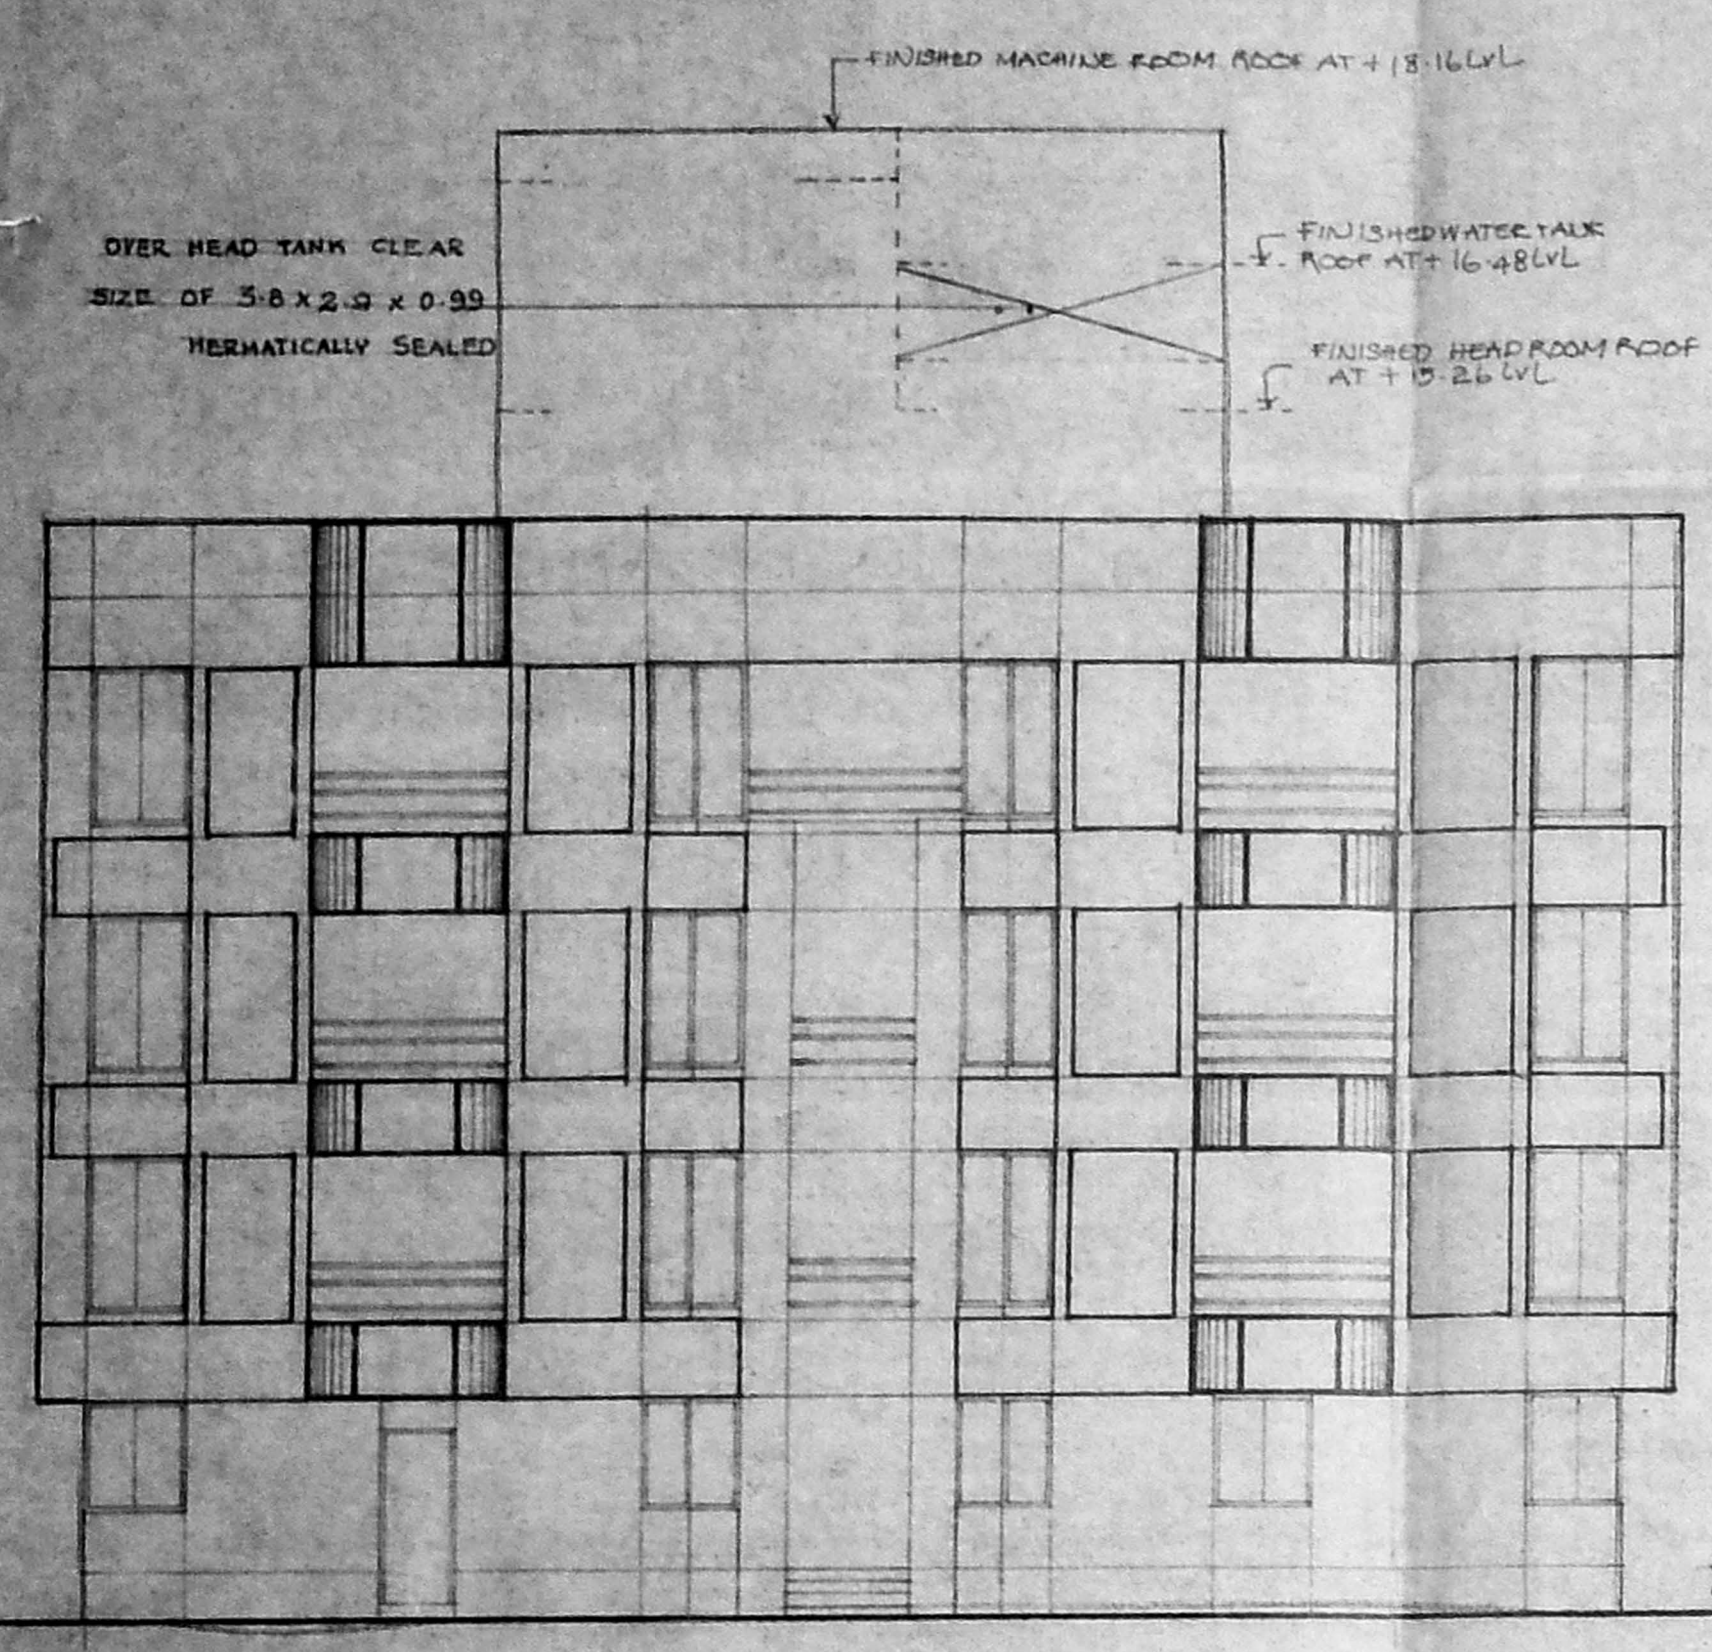 FINISHED MACHINE ROOM ROOF AT + 18.16 LVL
OVER HEAD TANK CLEAR
SIZE OF 3.8 x 2.9 x 0.99
HERMATICALLY SEALED
FINISHED WATER TANK
ROOF AT + 16.48 LVL
FINISHED HEAD ROOM ROOF
AT + 15.26 LVL